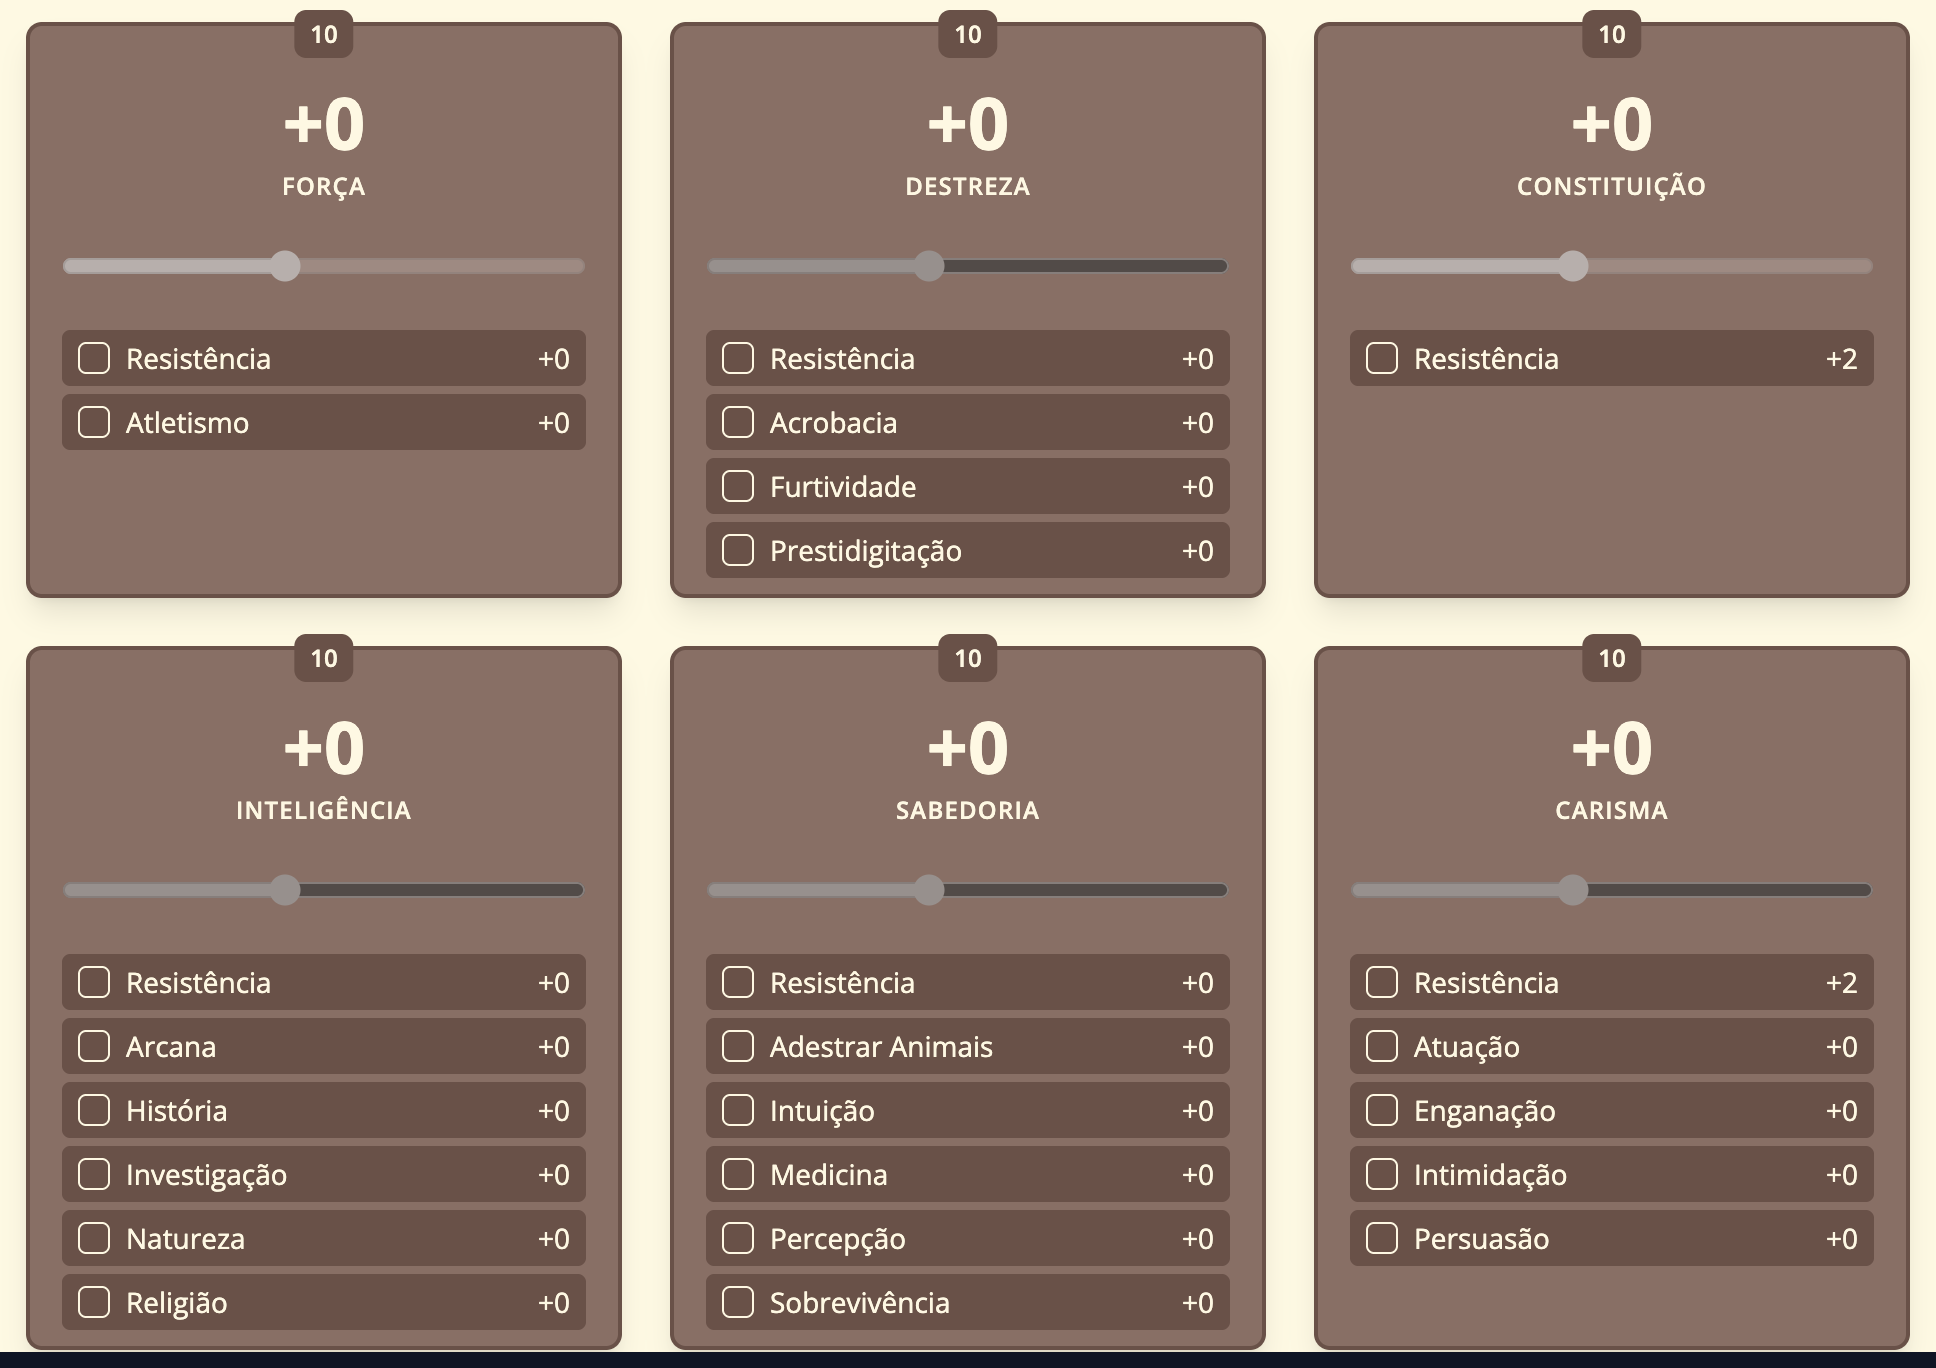 10
+0
FORÇA
Resistência +0
Atletismo +0
10
+0
DESTREZA
Resistência +0
Acrobacia +0
Furtividade +0
Prestidigitação +0
10
+0
CONSTITUIÇÃO
Resistência +2
10
+0
INTELIGÊNCIA
Resistência +0
Arcana +0
História +0
Investigação +0
Natureza +0
Religião +0
10
+0
SABEDORIA
Resistência +0
Adestrar Animais +0
Intuição +0
Medicina +0
Percepção +0
Sobrevivência +0
10
+0
CARISMA
Resistência +2
Atuação +0
Enganação +0
Intimidação +0
Persuasão +0